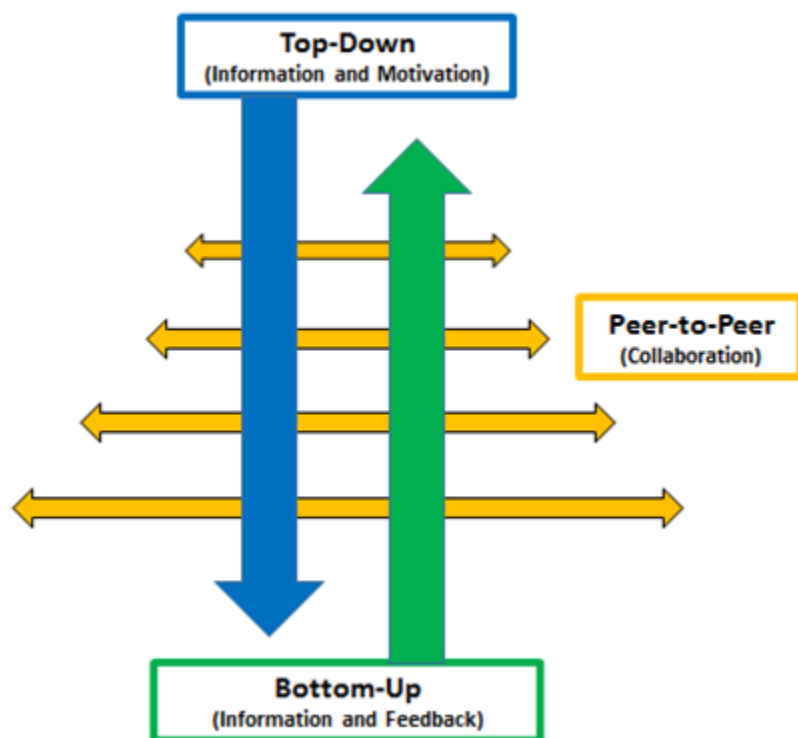 Top-Down
(Information and Motivation)
Peer-to-Peer
(Collaboration)
Bottom-Up
(Information and Feedback)